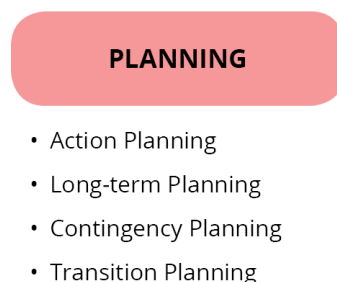 PLANNING
• Action Planning
• Long-term Planning
• Contingency Planning
• Transition Planning